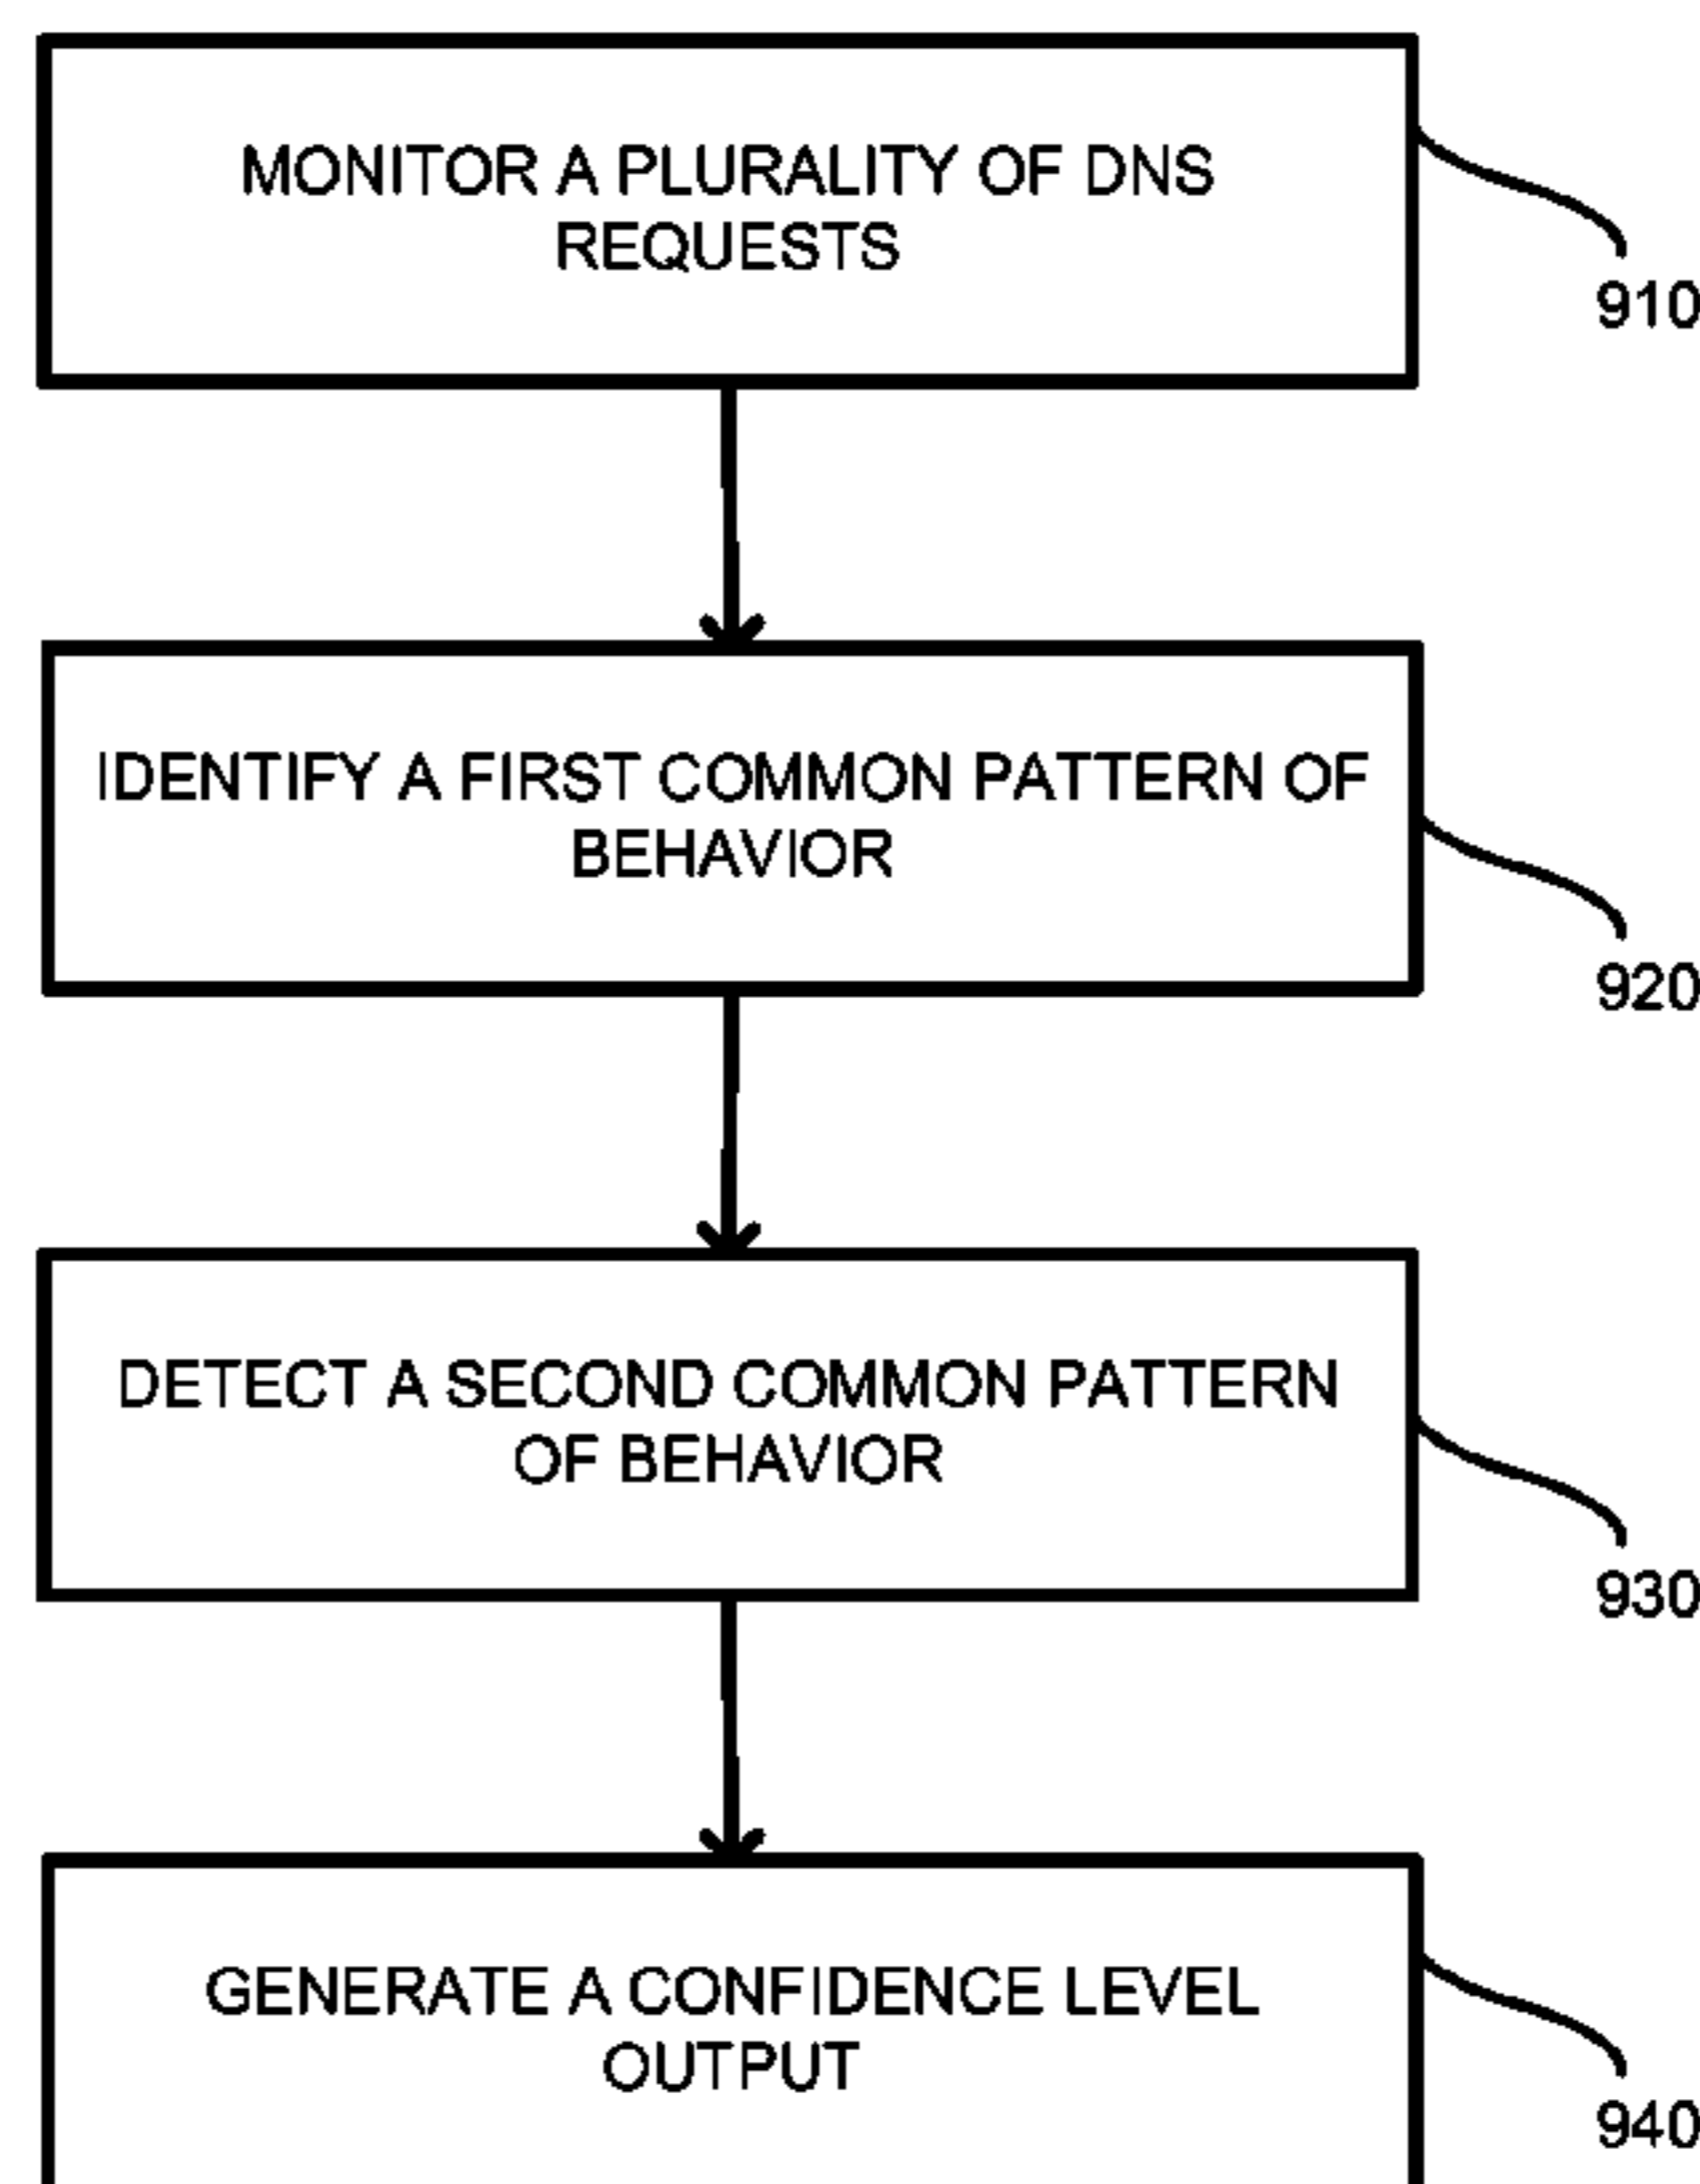 MONITOR A PLURALITY OF DNS
REQUESTS
910
IDENTIFY A FIRST COMMON PATTERN OF
BEHAVIOR
920
DETECT A SECOND COMMON PATTERN
OF BEHAVIOR
930
GENERATE A CONFIDENCE LEVEL
OUTPUT
940